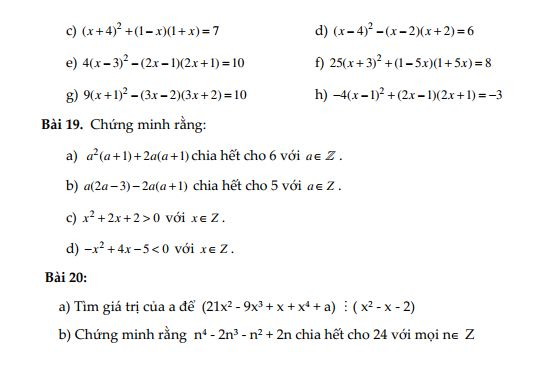 c) (x+4)² +(1−x)(1+x)=7 d) (x−4)² −(x−2)(x+2)=6
e) 4(x−3)² −(2x−1)(2x+1)=10 f) 25(x+3)² +(1−5x)(1+5x)=8
g) 9(x+1)² −(3x−2)(3x+2)=10 h) −4(x−1)² +(2x−1)(2x+1)=−3
Bài 19. Chứng minh rằng:
a) a²(a+1)+2a(a+1) chia hết cho 6 với a∈Z .
b) a(2a−3)−2a(a+1) chia hết cho 5 với a∈Z .
c) x²+2x+2>0 với x∈Z .
d) −x²+4x−5<0 với x∈Z .
Bài 20:
a) Tìm giá trị của a để (21x² - 9x³ + x + x⁴ + a) ⋮ ( x² - x - 2)
b) Chứng minh rằng n⁴ - 2n³ - n² + 2n chia hết cho 24 với mọi n∈ Z